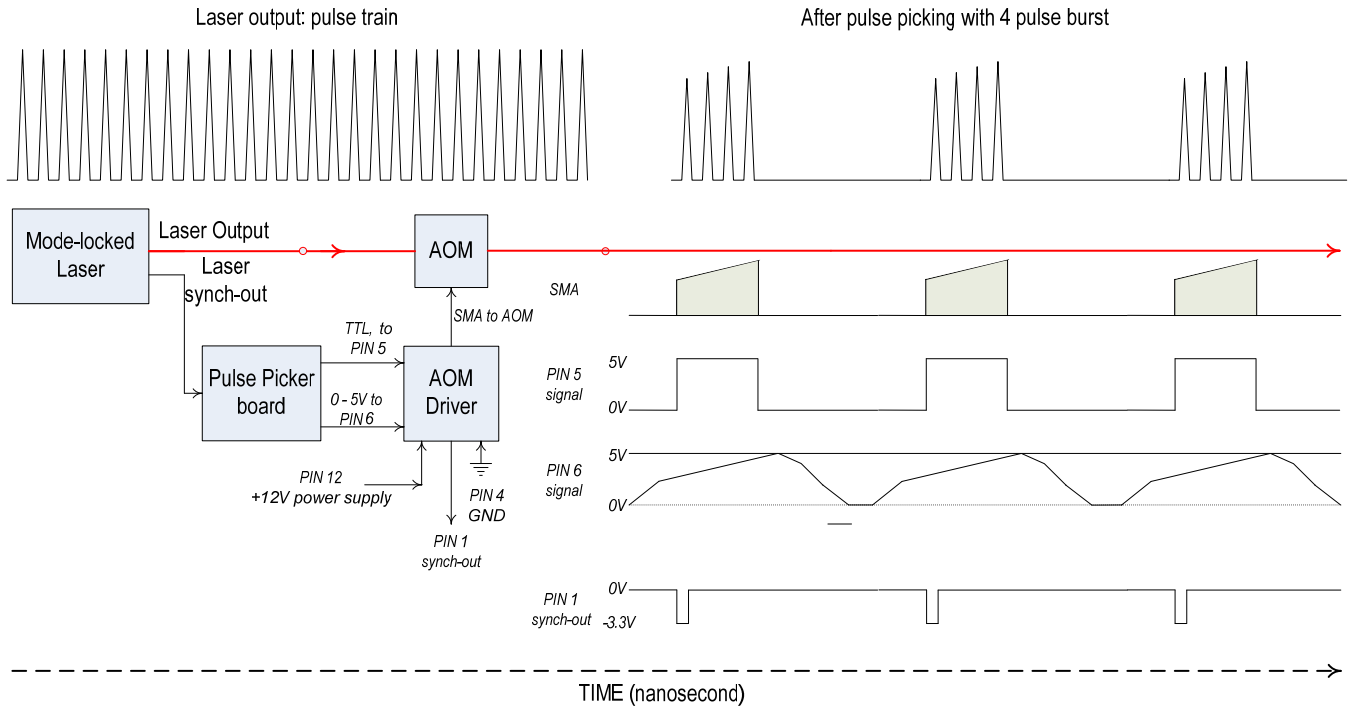 Laser output: pulse train
After pulse picking with 4 pulse burst
Mode-locked
Laser
Laser Output
Laser
synch-out
AOM
SMA to AOM
TTL, to
PIN 5
Pulse Picker
board
0 - 5V to
PIN 6
AOM
Driver
PIN 12
+12V power supply
PIN 4
GND
PIN 1
synch-out
SMA
5V
PIN 5
signal
0V
5V
PIN 6
signal
0V
0V
PIN 1
synch-out
-3.3V
TIME (nanosecond)